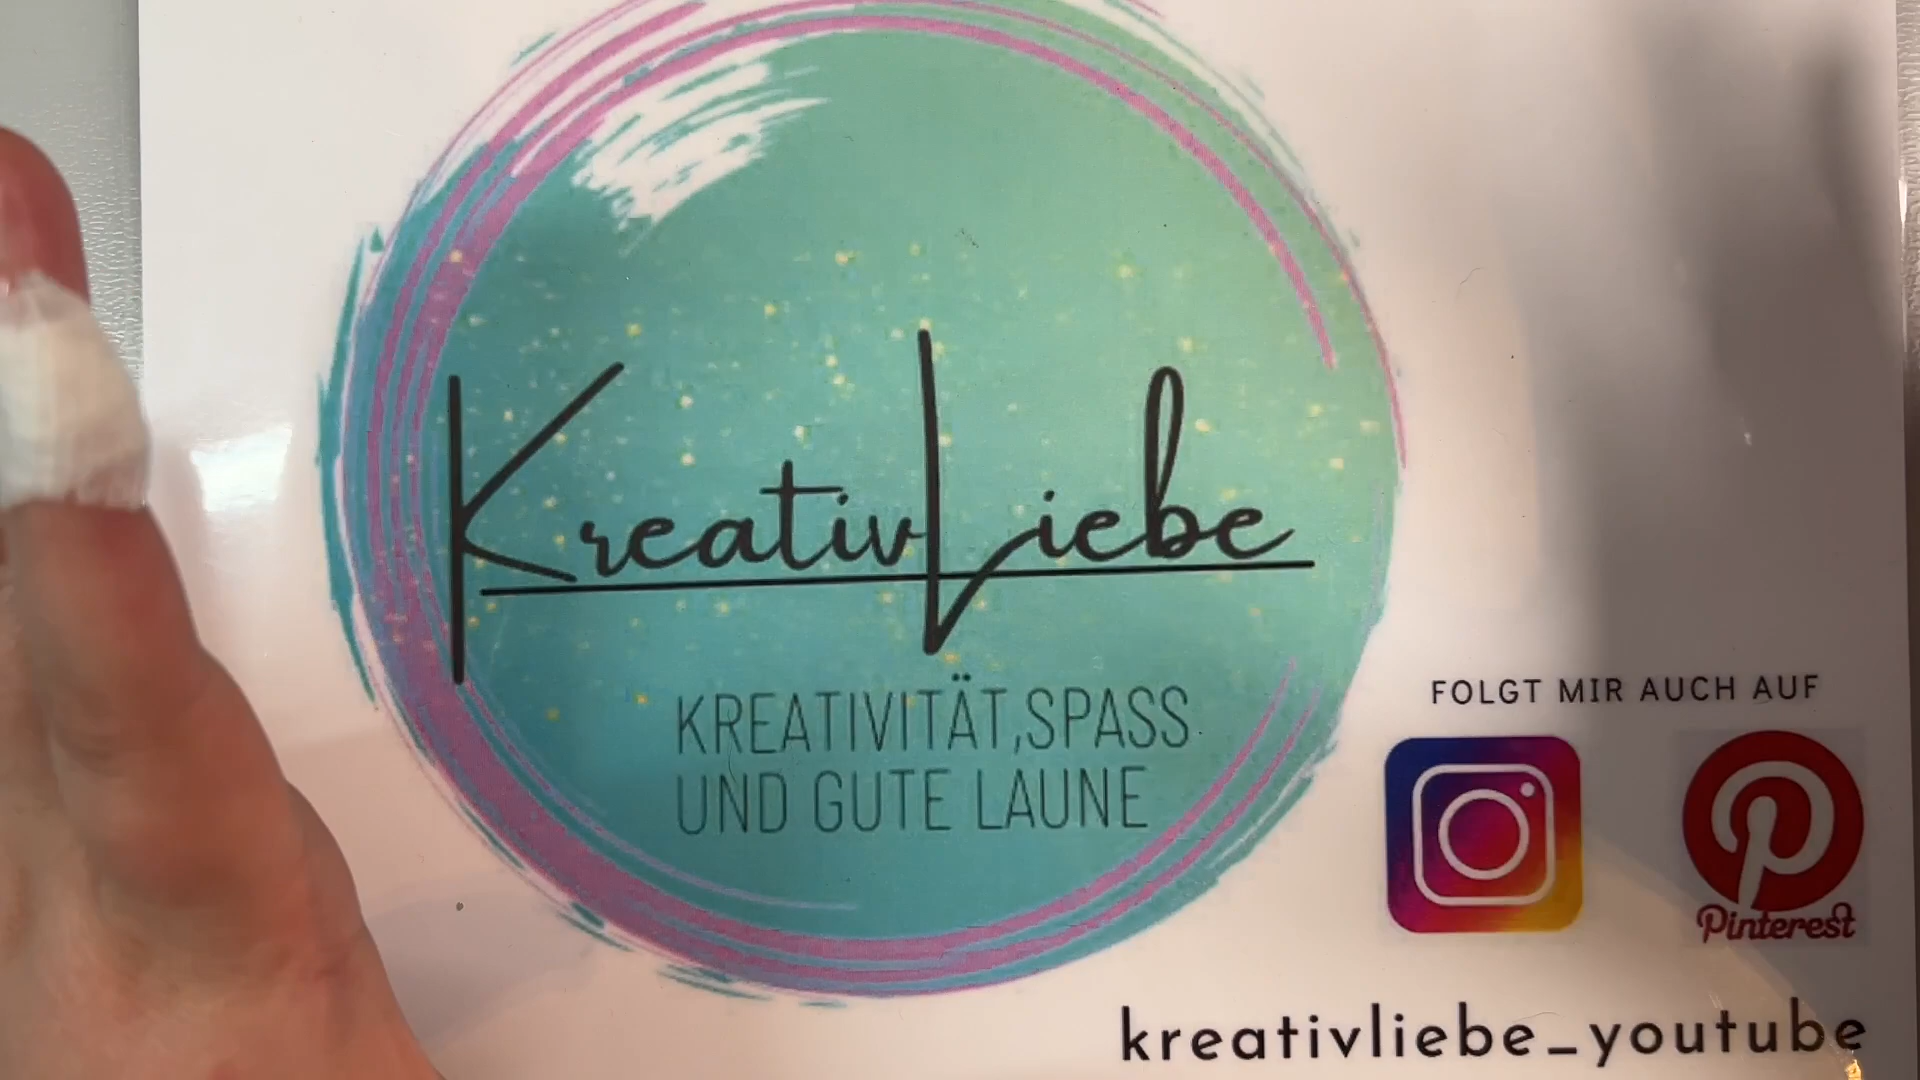 KreativLiebe
KREATIVITÄT,SPASS
UND GUTE LAUNE
FOLGT MIR AUCH AUF
Pinterest
kreativliebe_youtube